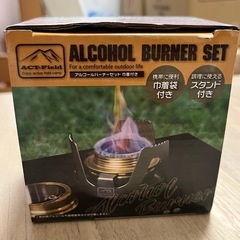 ACT-Field
ALCOHOL BURNER SET
For a comfortable outdoor life
アルコールバーナーセット 巾着付き
携帯に便利
巾着袋
付き
調理に使える
スタンド
付き
Alcohol